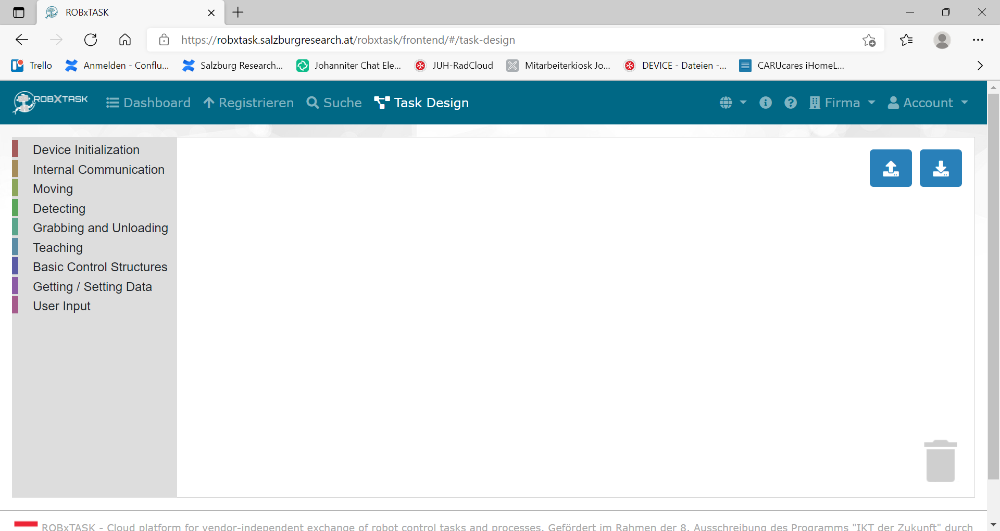 ROBxTASK
https://robxtask.salzburgresearch.at/robxtask/frontend/#/task-design
Trello Anmelden - Conflu... Salzburg Research... Johanniter Chat Ele... JUH-RadCloud Mitarbeiterkiosk Jo... DEVICE - Dateien -... CARUcares iHomeL...
ROBXTASK Dashboard Registrieren Suche Task Design Firma Account
Device Initialization
Internal Communication
Moving
Detecting
Grabbing and Unloading
Teaching
Basic Control Structures
Getting / Setting Data
User Input
ROBxTASK - Cloud platform for vendor-independent exchange of robot control tasks and processes. Gefördert im Rahmen der 8. Ausschreibung des Programms "IKT der Zukunft" durch